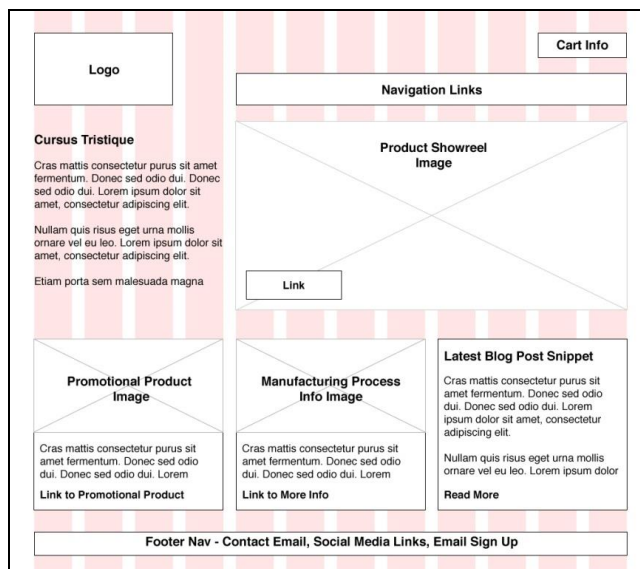 Logo
Cart Info
Navigation Links
Cursus Tristique
Cras mattis consectetur purus sit amet
fermentum. Donec sed odio dui. Donec
sed odio dui. Lorem ipsum dolor sit
amet, consectetur adipiscing elit.
Nullam quis risus eget urna mollis
ornare vel eu leo. Lorem ipsum dolor sit
amet, consectetur adipiscing elit.
Etiam porta sem malesuada magna
Product Showreel
Image
Link
Promotional Product
Image
Cras mattis consectetur purus sit
amet fermentum. Donec sed odio
dui. Donec sed odio dui. Lorem
Link to Promotional Product
Manufacturing Process
Info Image
Cras mattis consectetur purus sit
amet fermentum. Donec sed odio
dui. Donec sed odio dui. Lorem
Link to More Info
Latest Blog Post Snippet
Cras mattis consectetur purus sit
amet fermentum. Donec sed odio
dui. Donec sed odio dui. Lorem
ipsum dolor sit amet, consectetur
adipiscing elit.
Nullam quis risus eget urna mollis
ornare vel eu leo. Lorem ipsum dolor
Read More
Footer Nav - Contact Email, Social Media Links, Email Sign Up